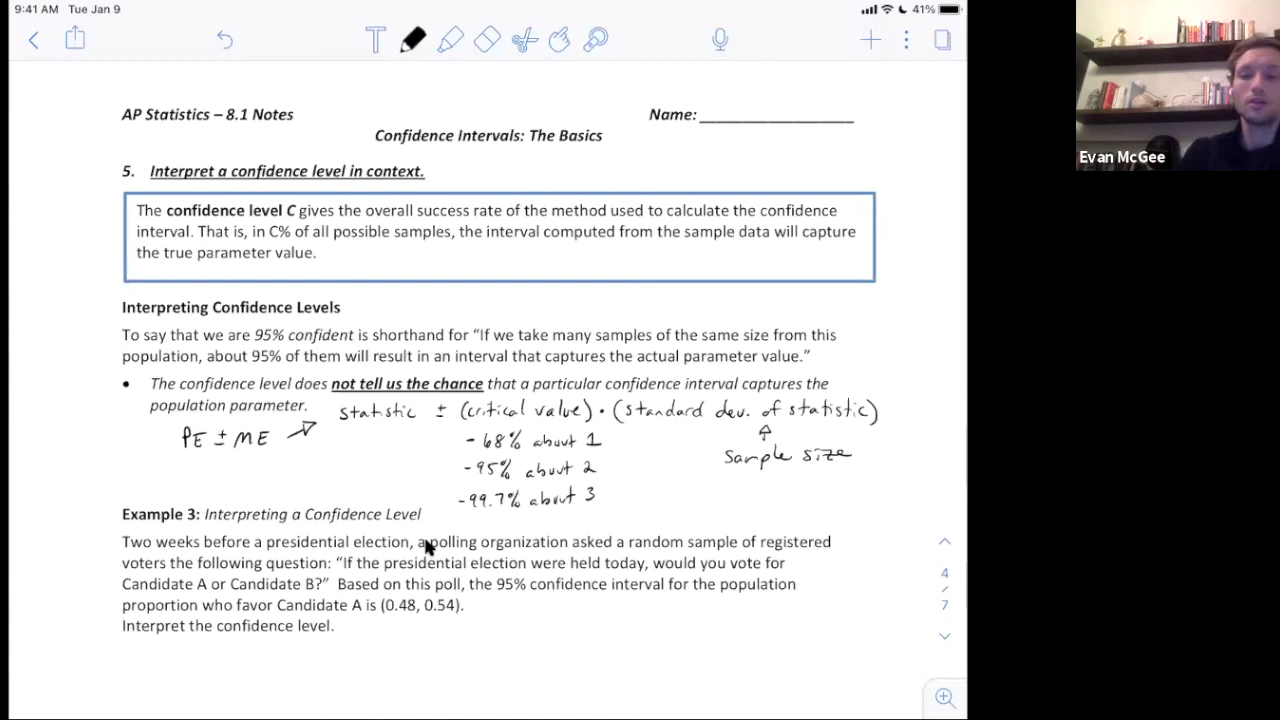 9:41 AM Tue Jan 9
41%
AP Statistics – 8.1 Notes
Name: ____________________
Confidence Intervals: The Basics
5. Interpret a confidence level in context.
The confidence level C gives the overall success rate of the method used to calculate the confidence
interval. That is, in C% of all possible samples, the interval computed from the sample data will capture
the true parameter value.
Interpreting Confidence Levels
To say that we are 95% confident is shorthand for “If we take many samples of the same size from this
population, about 95% of them will result in an interval that captures the actual parameter value.”
• The confidence level does not tell us the chance that a particular confidence interval captures the
population parameter.
statistic ± (critical value) • (standard dev. of statistic)
PE ± ME
- 68% about 1
- 95% about 2
- 99.7% about 3
Sample size
Example 3: Interpreting a Confidence Level
Two weeks before a presidential election, a polling organization asked a random sample of registered
voters the following question: “If the presidential election were held today, would you vote for
Candidate A or Candidate B?” Based on this poll, the 95% confidence interval for the population
proportion who favor Candidate A is (0.48, 0.54).
Interpret the confidence level.
4
/
7
T
Evan McGee